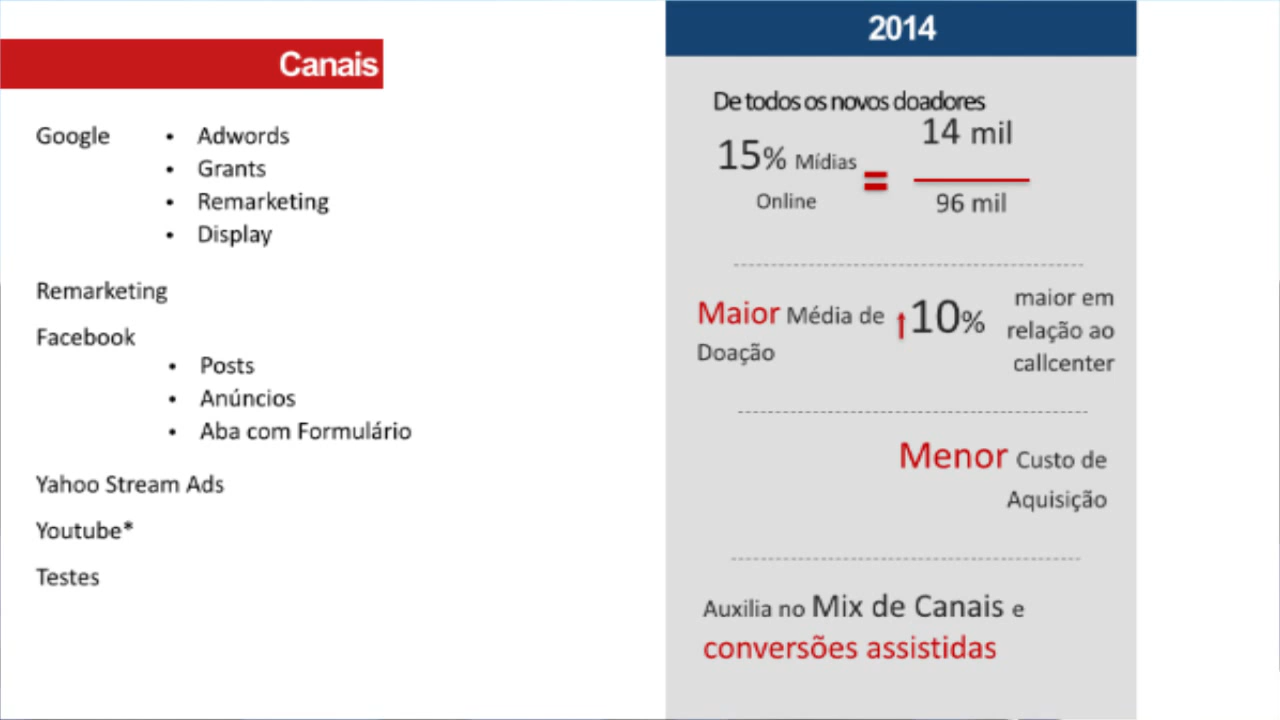 Canais
Google • Adwords
• Grants
• Remarketing
• Display
Remarketing
Facebook
• Posts
• Anúncios
• Aba com Formulário
Yahoo Stream Ads
Youtube*
Testes
2014
De todos os novos doadores
15% Mídias
Online
=
14 mil
96 mil
Maior Média de
Doação
10%
maior em
relação ao
callcenter
Menor Custo de
Aquisição
Auxilia no Mix de Canais e
conversões assistidas